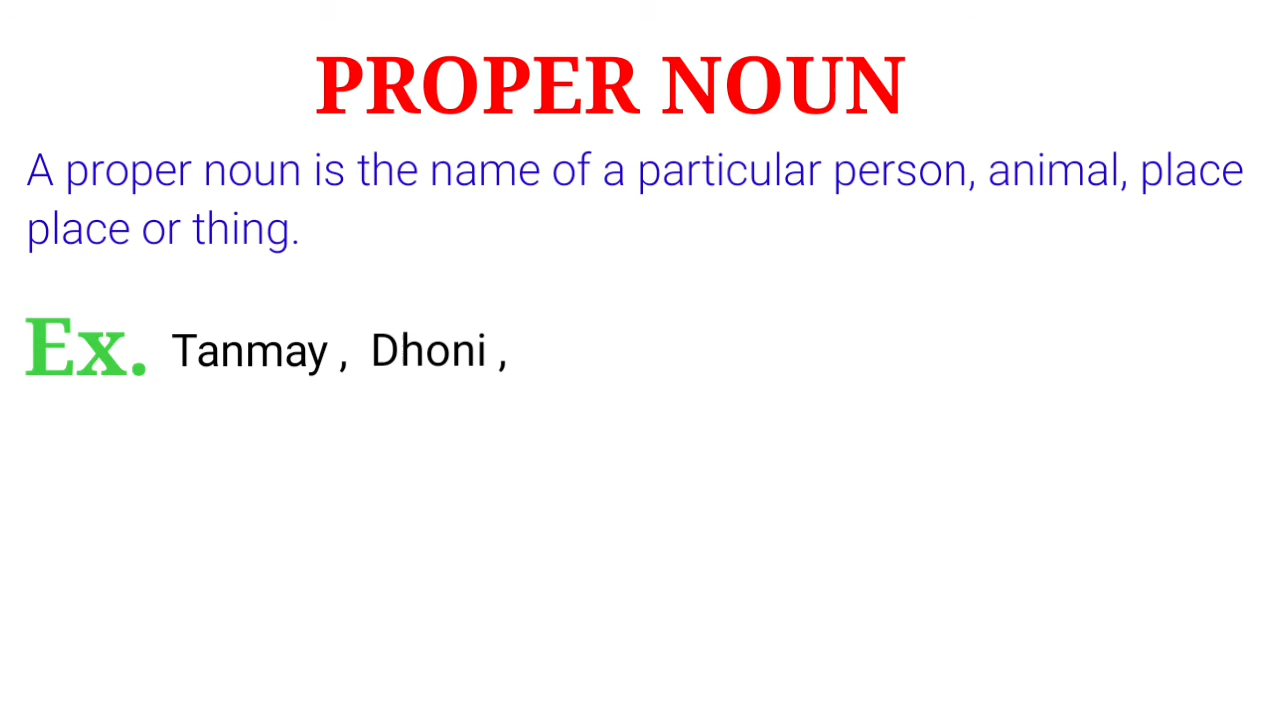 PROPER NOUN
A proper noun is the name of a particular person, animal, place
place or thing.
Ex. Tanmay , Dhoni ,